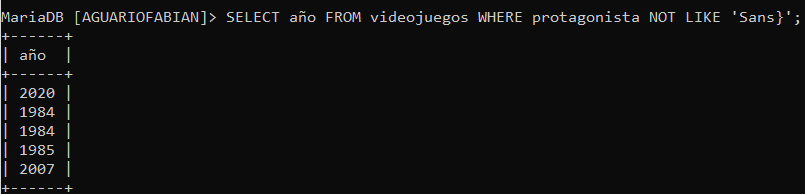 MariaDB [AGUARIOFABIAN]> SELECT año FROM videojuegos WHERE protagonista NOT LIKE 'Sans}';
+------+
| año  |
+------+
| 2020 |
| 1984 |
| 1984 |
| 1985 |
| 2007 |
+------+